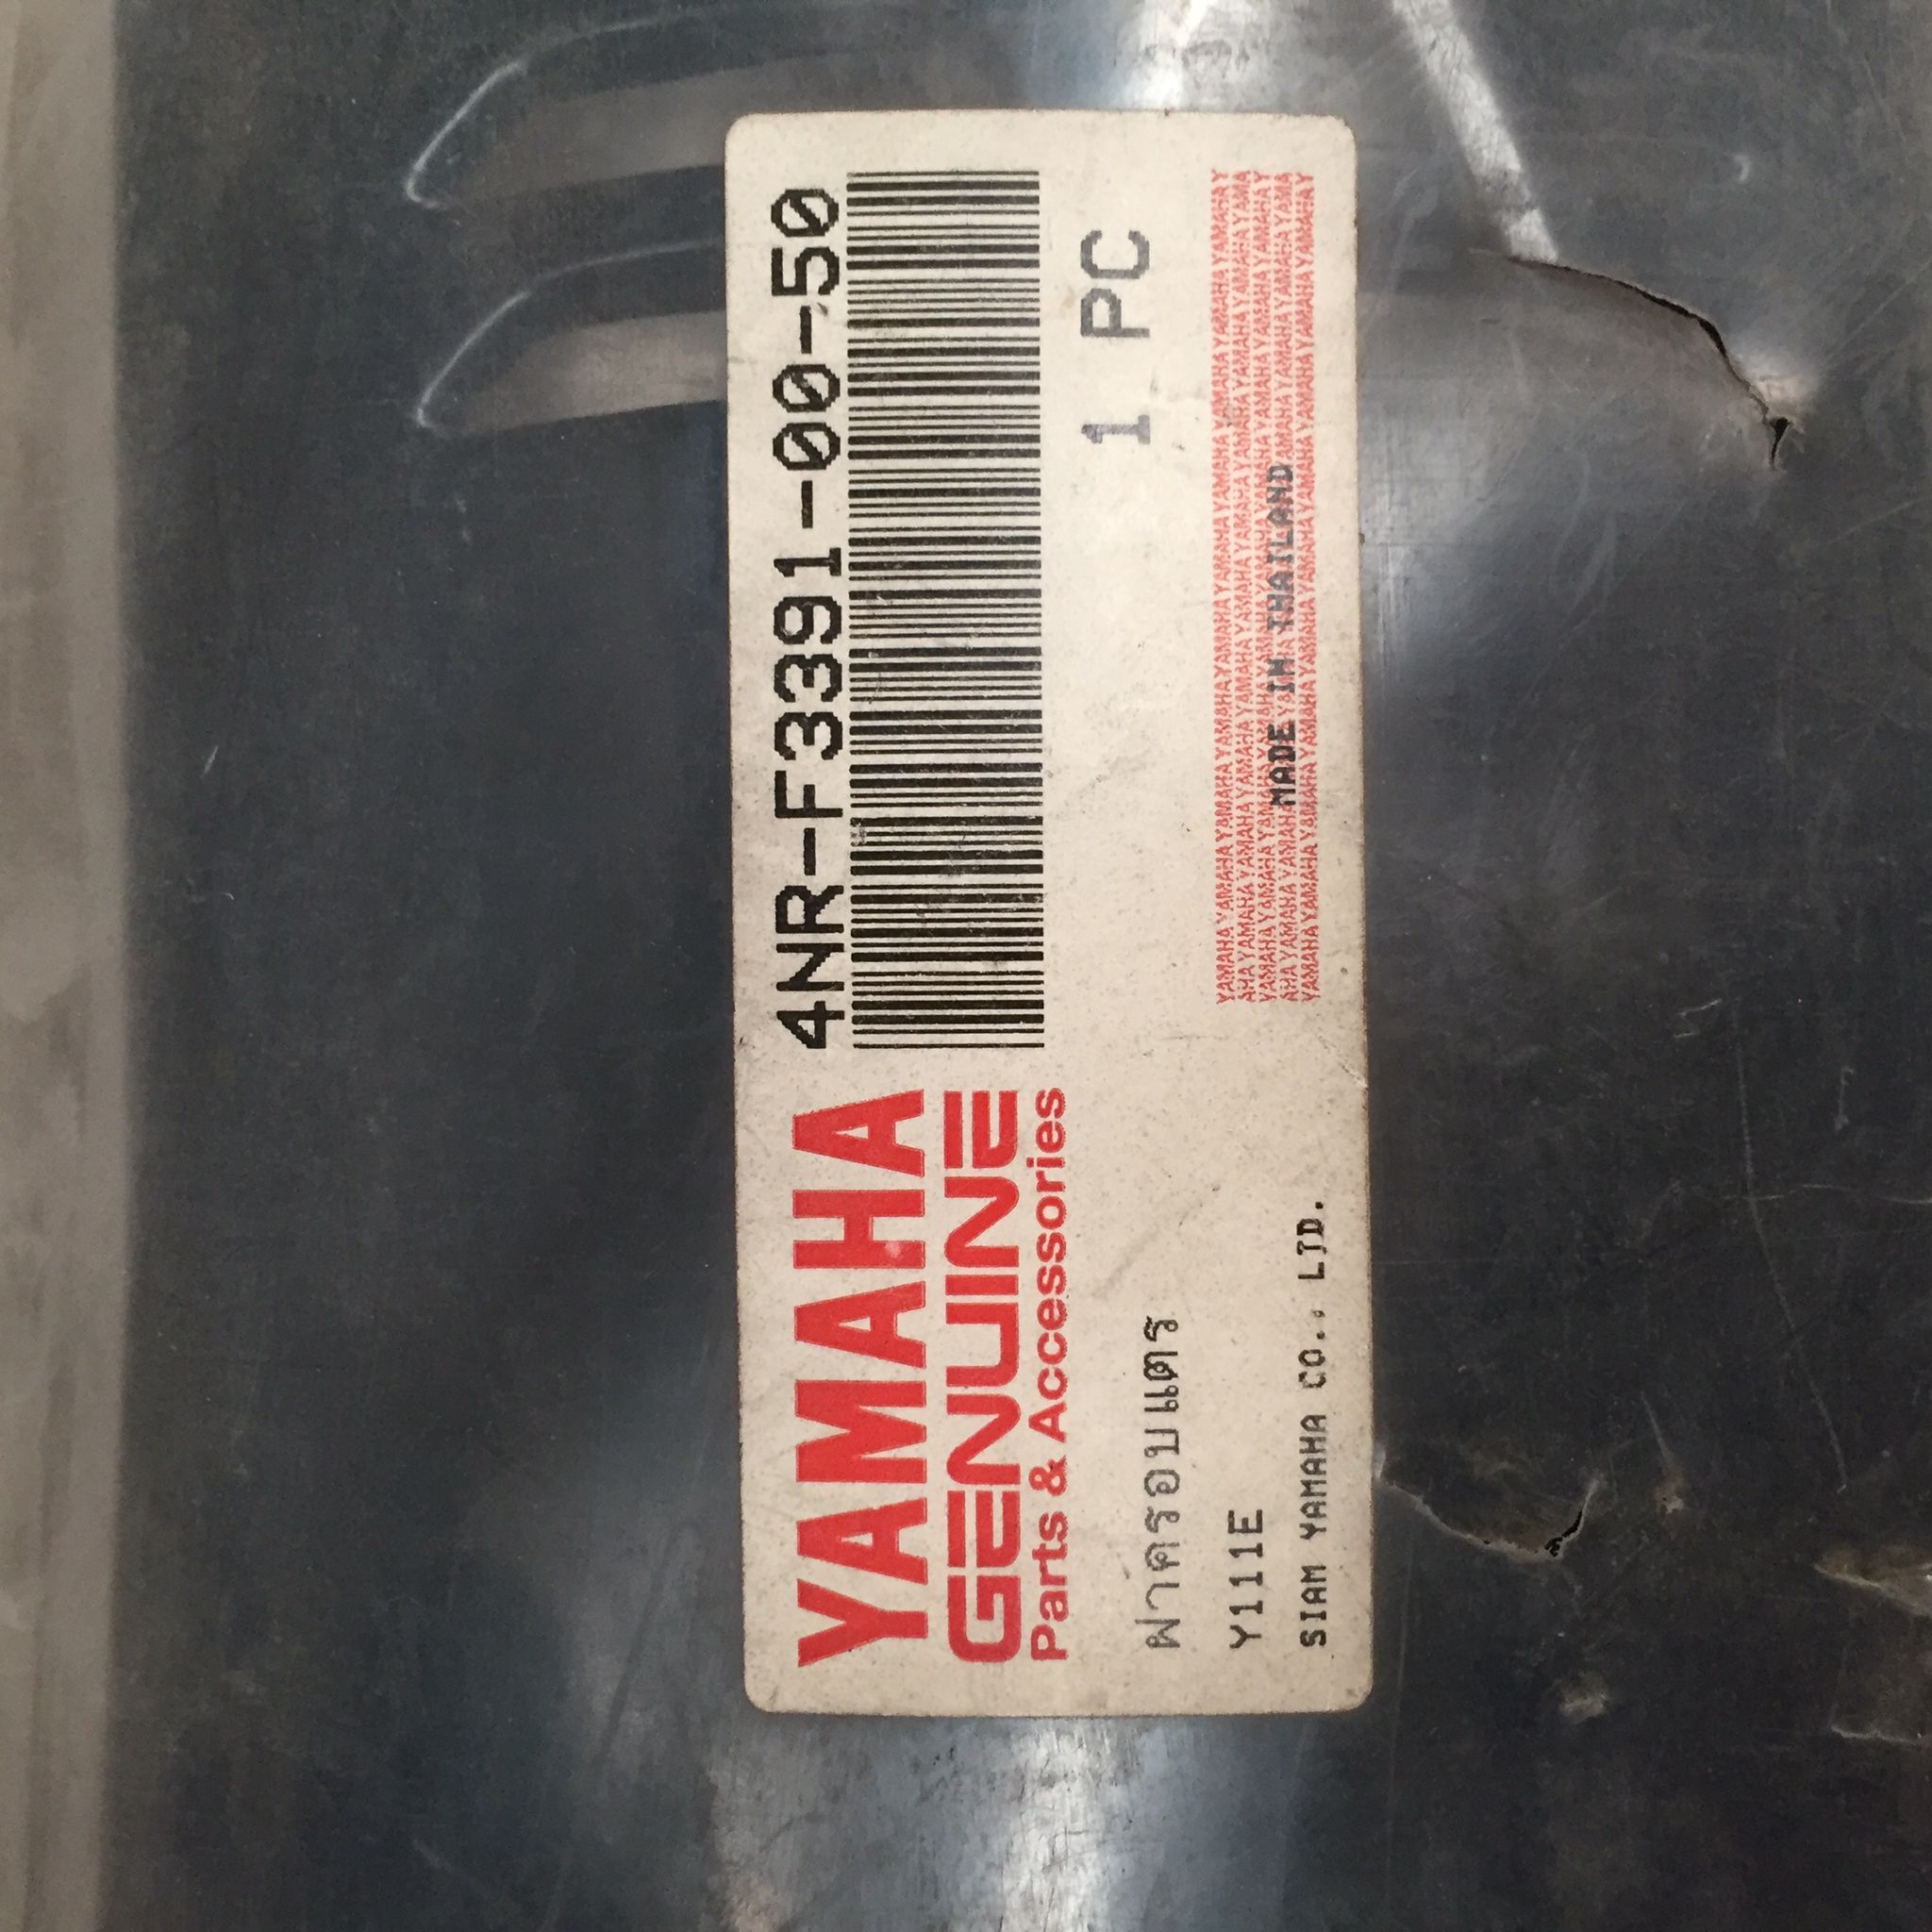 4NR-F3391-00-50
YAMAHA
GENUINE
Parts & Accessories
1 PC
ฝาครอบแตร
Y111E
MADE IN THAILAND
SIAM YAMAHA CO., LTD.